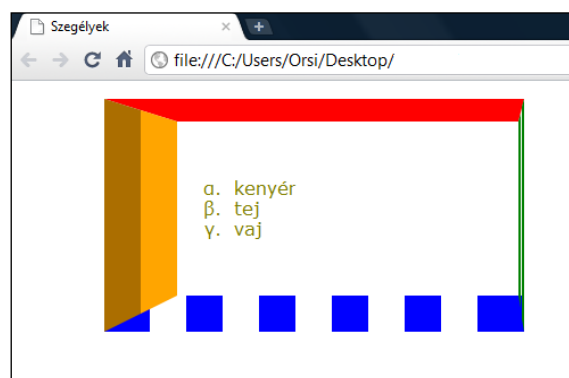 Szegélyek
file:///C:/Users/Orsi/Desktop/
α. kenyér
β. tej
γ. vaj